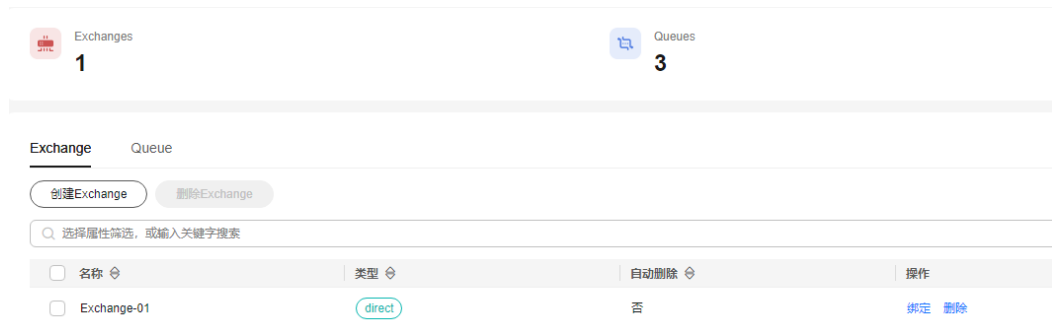 Exchanges
1
Queues
3
Exchange Queue
创建Exchange 删除Exchange
选择属性筛选，或输入关键字搜索
名称 类型 自动删除 操作
Exchange-01 direct 否 绑定 删除